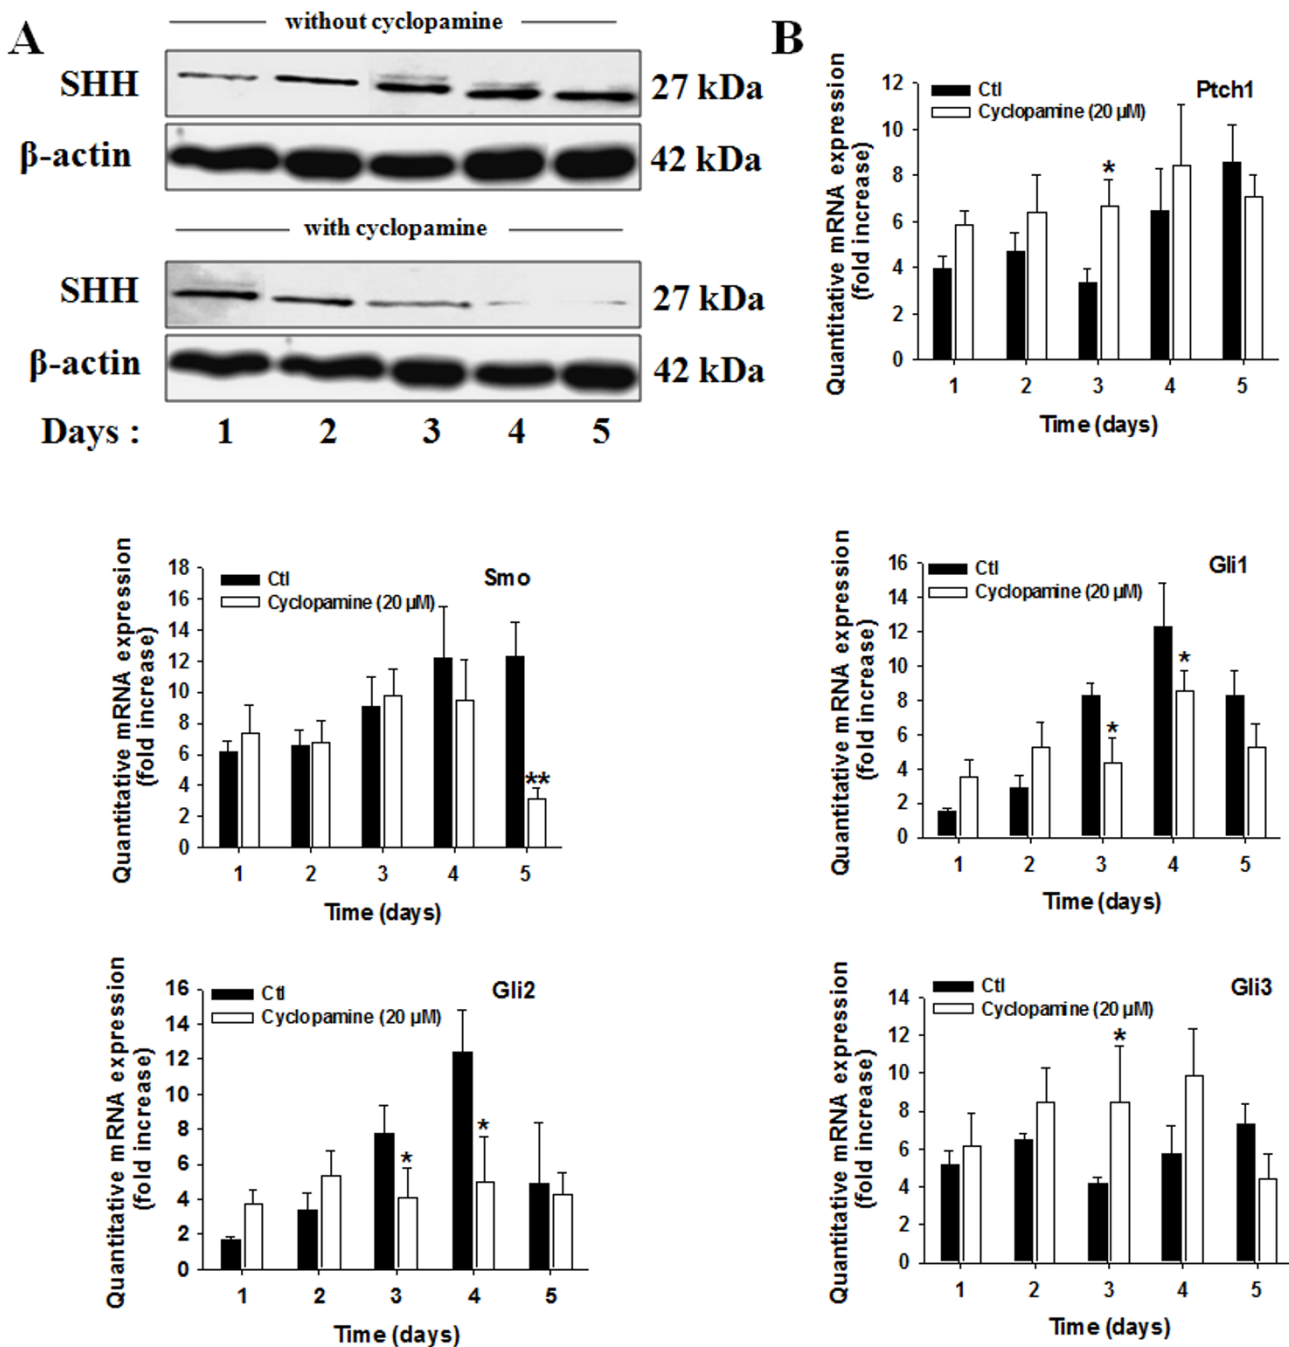 A
without cyclopamine
SHH
27 kDa
β-actin
42 kDa
with cyclopamine
SHH
27 kDa
β-actin
42 kDa
Days : 1 2 3 4 5
B
Ptch1
Ctl
Cyclopamine (20 µM)
Quantitative mRNA expression
(fold increase)
12
10
8
6
4
2
0
*
1 2 3 4 5
Time (days)
Smo
Ctl
Cyclopamine (20 µM)
Quantitative mRNA expression
(fold increase)
18
16
14
12
10
8
6
4
2
0
**
1 2 3 4 5
Time (days)
Gli1
Ctl
Cyclopamine (20 µM)
Quantitative mRNA expression
(fold increase)
16
14
12
10
8
6
4
2
0
*
*
1 2 3 4 5
Time (days)
Gli2
Ctl
Cyclopamine (20 µM)
Quantitative mRNA expression
(fold increase)
16
14
12
10
8
6
4
2
0
*
*
1 2 3 4 5
Time (days)
Gli3
Ctl
Cyclopamine (20 µM)
Quantitative mRNA expression
(fold increase)
14
12
10
8
6
4
2
0
*
1 2 3 4 5
Time (days)